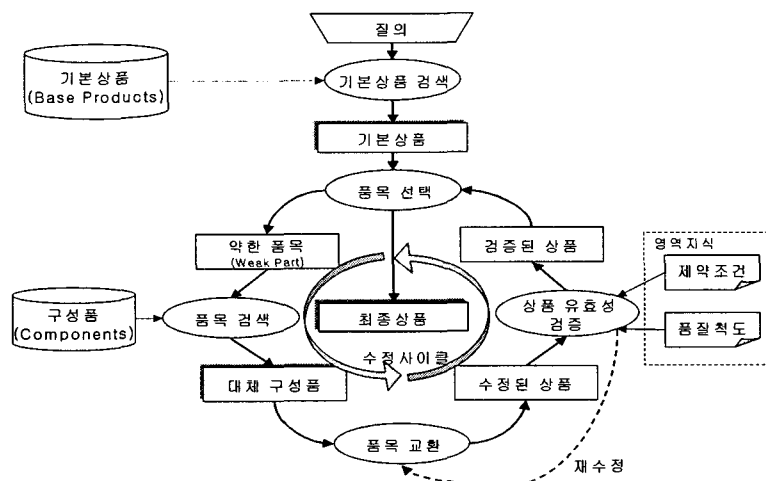 질의
기본상품
(Base Products)
기본상품 검색
기본상품
품목 선택
약한 품목
(Weak Part)
검증된 상품
영역지식
제약조건
구성품
(Components)
품목 검색
최종상품
상품 유효성
검증
품질척도
수정사이클
대체 구성품
수정된 상품
품목 교환
재수정